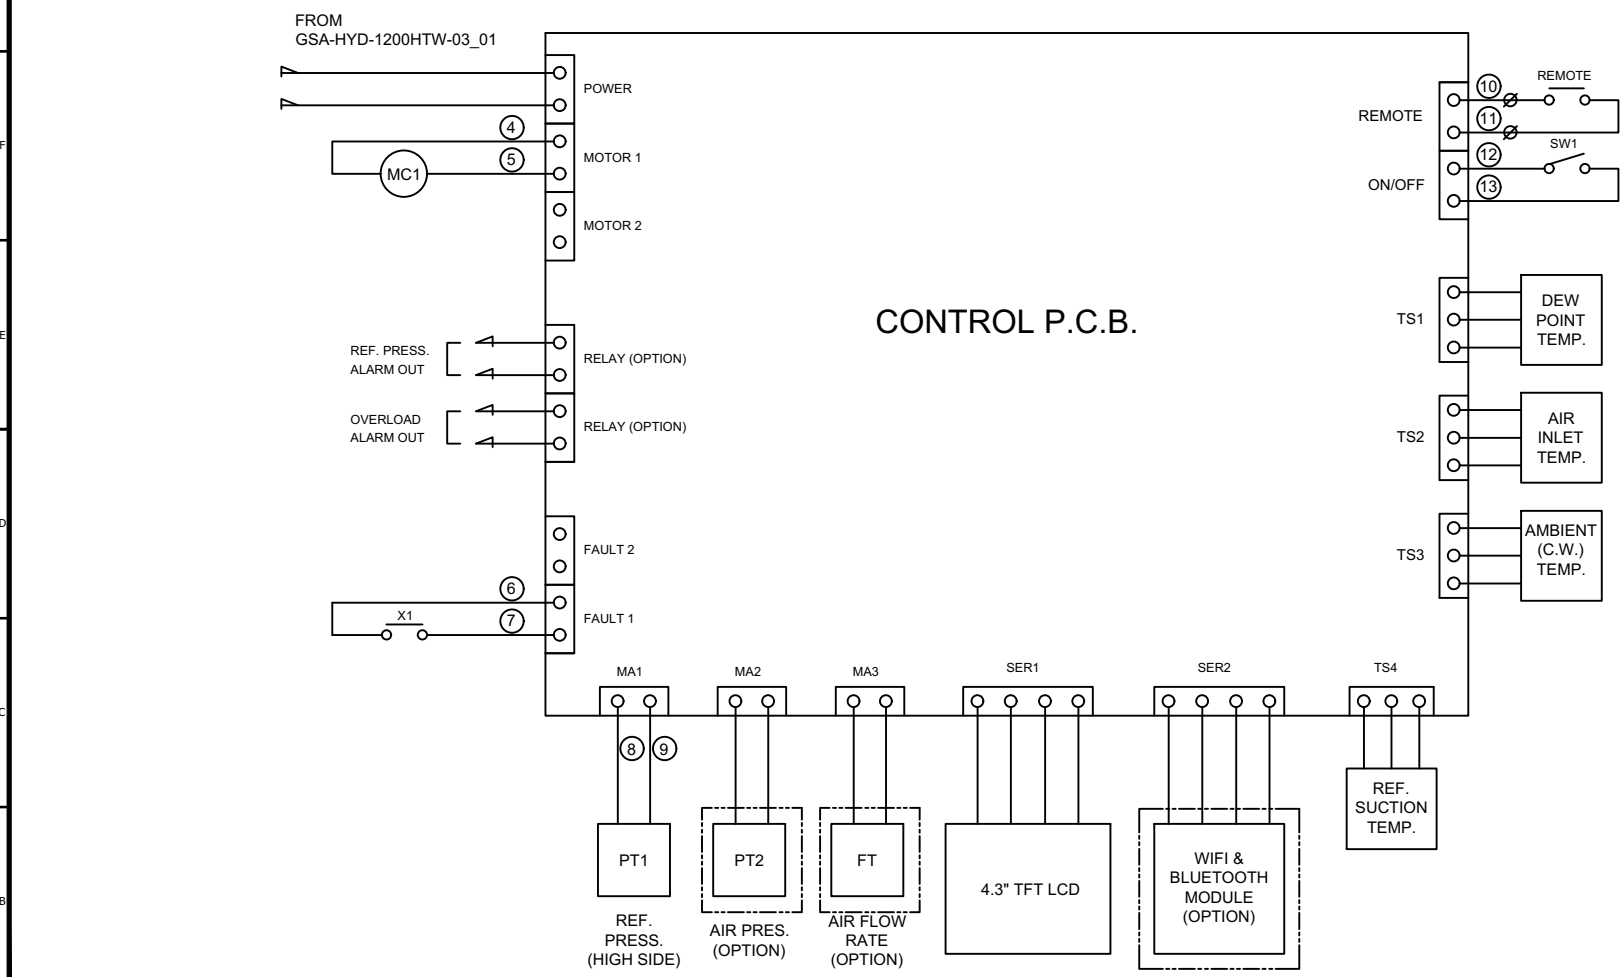 FROM
GSA-HYD-1200HTW-03_01
POWER
4
MOTOR 1
5
MC1
MOTOR 2
REF. PRESS.
ALARM OUT
RELAY (OPTION)
OVERLOAD
ALARM OUT
RELAY (OPTION)
FAULT 2
6
X1
7
FAULT 1
CONTROL P.C.B.
REMOTE
10
REMOTE
11
ON/OFF
12
SW1
13
TS1
DEW
POINT
TEMP.
TS2
AIR
INLET
TEMP.
TS3
AMBIENT
(C.W.)
TEMP.
MA1
MA2
MA3
SER1
SER2
TS4
8
9
PT1
REF.
PRESS.
(HIGH SIDE)
PT2
AIR PRES.
(OPTION)
FT
AIR FLOW
RATE
(OPTION)
4.3" TFT LCD
WIFI &
BLUETOOTH
MODULE
(OPTION)
REF.
SUCTION
TEMP.
F
E
D
C
B